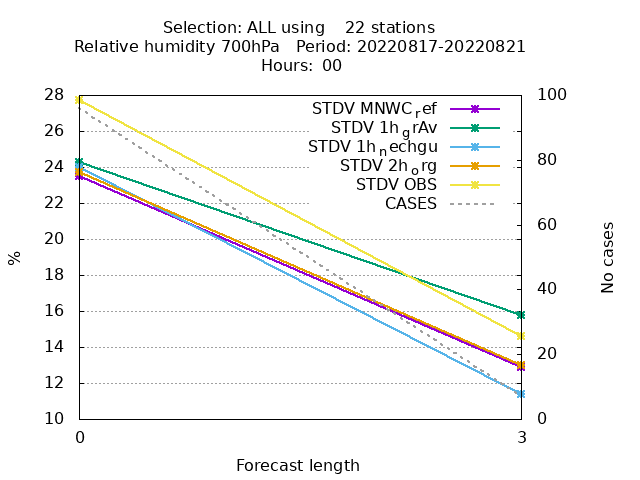 Selection: ALL using    22 stations
Relative humidity 700hPa   Period: 20220817-20220821
Hours: 00
28 100
26
24 80
22
20 60
18
16 40
14
12 20
10 0
STDV MNWC_ref
STDV 1h_grAv
STDV 1h_nechgu
STDV 2h_org
STDV OBS
CASES
%
No cases
0 3
Forecast length